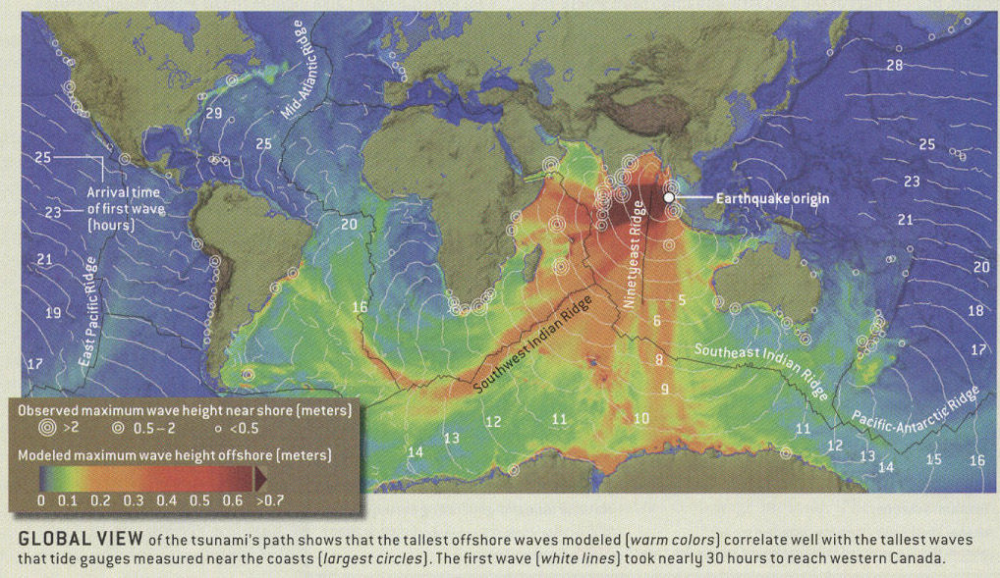 Mid-Atlantic Ridge
28
29
25
25
25
Arrival time
of first wave
(hours)
23
23
Earthquake origin
20
21
21
20
Ninetyeast Ridge
East Pacific Ridge
19
16
5
18
6
Southwest Indian Ridge
17
8
Southeast Indian Ridge
17
9
Pacific-Antarctic Ridge
12
11
10
11
13
12
14
13
14
15
16
Observed maximum wave height near shore (meters)
>2 0.5–2 <0.5
Modeled maximum wave height offshore (meters)
0 0.1 0.2 0.3 0.4 0.5 0.6 >0.7
GLOBAL VIEW of the tsunami's path shows that the tallest offshore waves modeled (warm colors) correlate well with the tallest waves
that tide gauges measured near the coasts (largest circles). The first wave (white lines) took nearly 30 hours to reach western Canada.